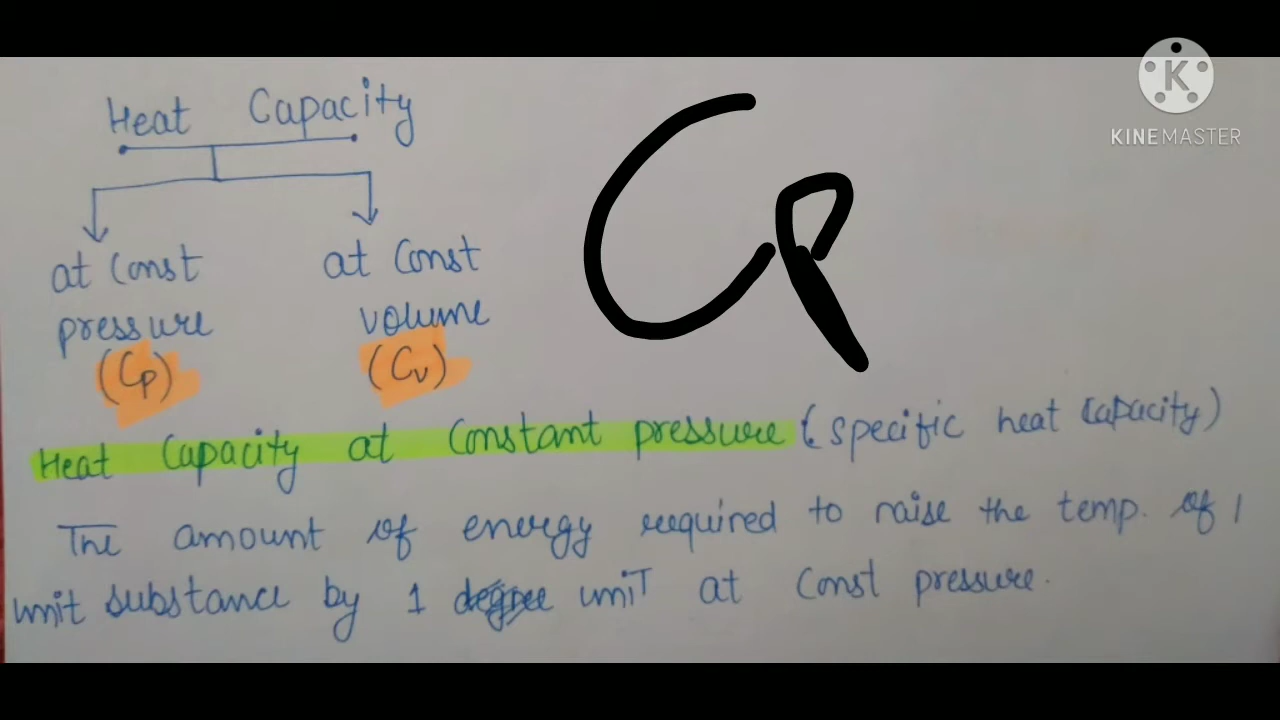 Heat Capacity
at Const pressure (Cp)
at Const volume (Cv)
Cp
K
KINEMASTER
Heat Capacity at Constant pressure (specific heat capacity)
The amount of energy required to raise the temp. of 1
unit substance by 1 degree unit at Const pressure.